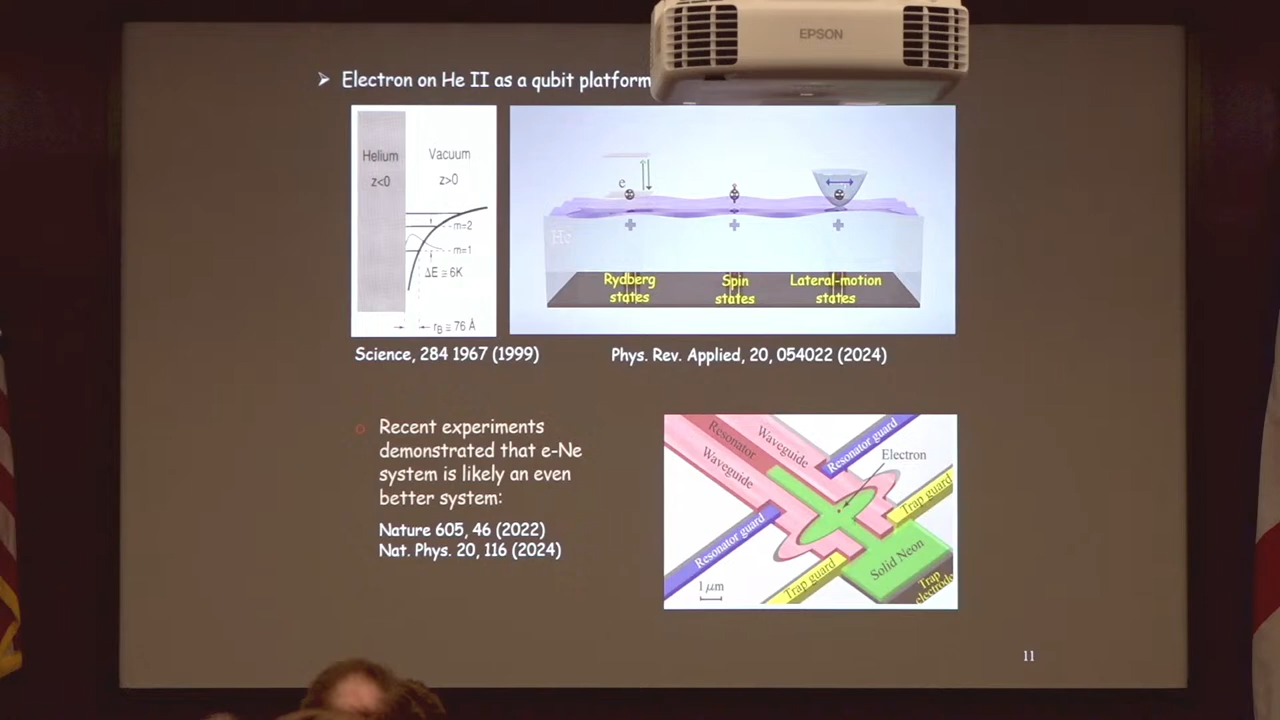 EPSON
➢ Electron on He II as a qubit platform
Helium
z<0
Vacuum
z>0
m=2
m=1
ΔE ≅ 6K
r_B ≅ 76 Å
e
He
Rydberg
states
Spin
states
Lateral-motion
states
Science, 284 1967 (1999)
Phys. Rev. Applied, 20, 054022 (2024)
Recent experiments
demonstrated that e-Ne
system is likely an even
better system:
Nature 605, 46 (2022)
Nat. Phys. 20, 116 (2024)
Resonator
Waveguide
Waveguide
Resonator guard
Electron
Trap guard
Resonator guard
Trap guard
Solid Neon
Trap
electrode
1 μm
11